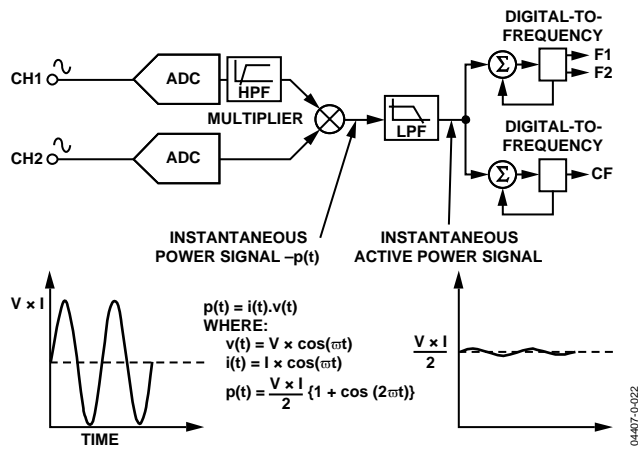 DIGITAL-TO-
FREQUENCY
F1
F2
CH1
ADC
HPF
MULTIPLIER
LPF
Σ
CH2
ADC
DIGITAL-TO-
FREQUENCY
Σ
CF
INSTANTANEOUS
POWER SIGNAL –p(t)
INSTANTANEOUS
ACTIVE POWER SIGNAL
V × I
TIME
p(t) = i(t).v(t)
WHERE:
v(t) = V × cos(ϖt)
i(t) = I × cos(ϖt)
p(t) = V × I
2
{1 + cos (2ϖt)}
V × I
2
04407-0-022